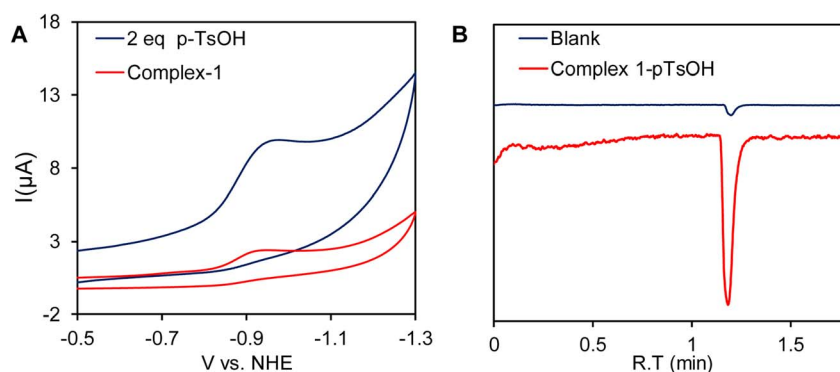 A
2 eq p-TsOH
Complex-1
18
13
8
3
-2
I(µA)
-0.5 -0.7 -0.9 -1.1 -1.3
V vs. NHE
B
Blank
Complex 1-pTsOH
0 0.5 1 1.5
R.T (min)